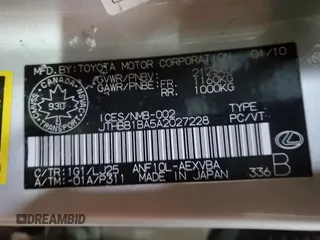 MFD. BY: TOYOTA MOTOR CORPORATION 01/10
GVWR/PNBV:
GAWR/PNBE: FR.
RR. 1000KG
CANADA
930
TRANSPORT
ICES/NMB-002 TYPE:
JTHBB1BA5A2027228 PC/VT
C/TR: 1G1/LJ25 ANF10L-AEXVBA B
A/TM: -01A/P311 MADE IN JAPAN 336
DREAMBID